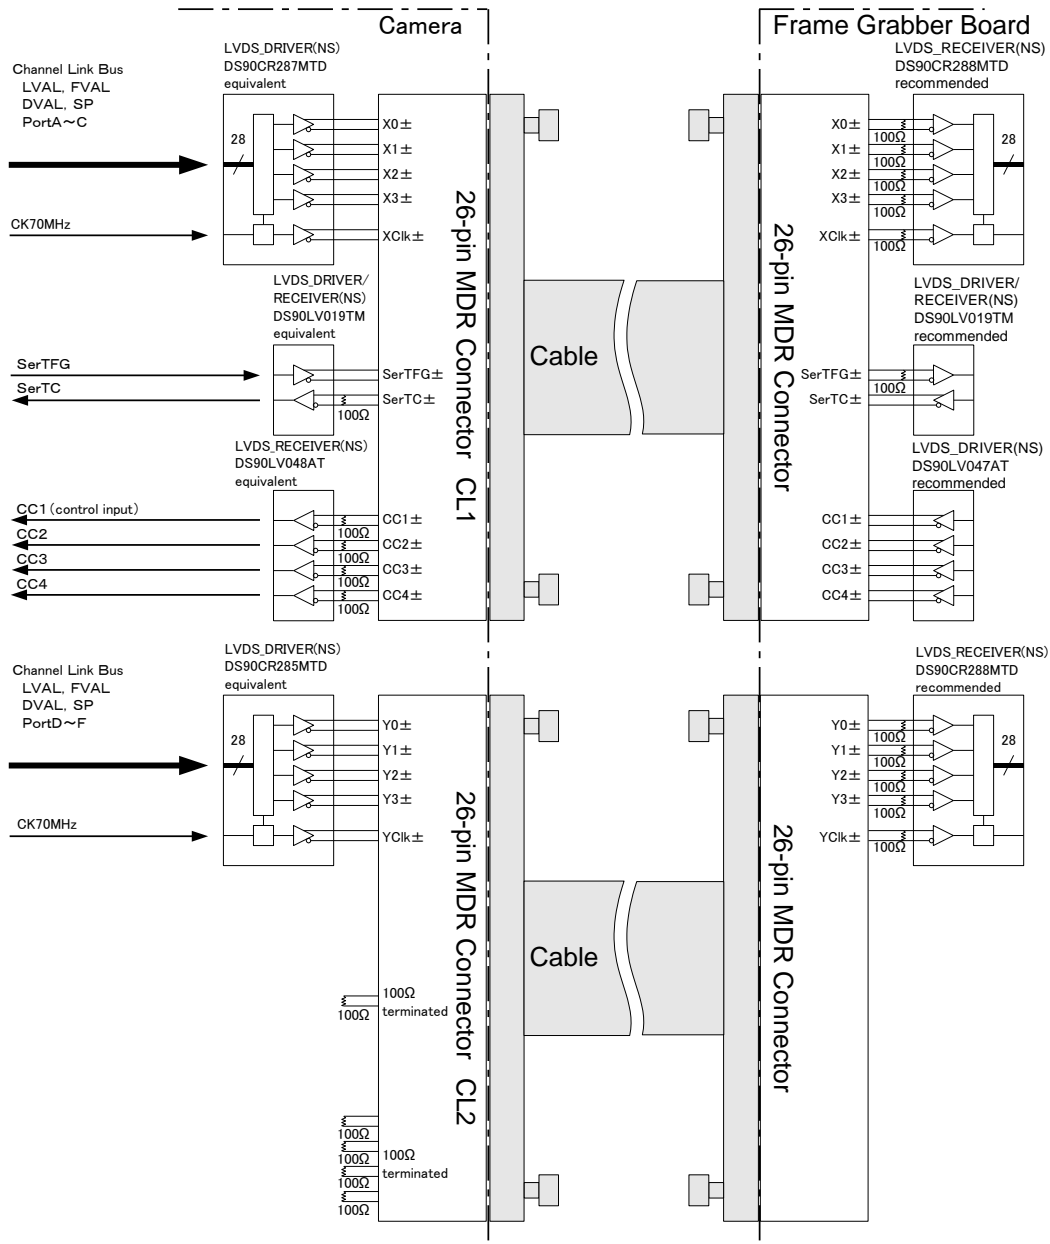 Camera
Frame Grabber Board
LVDS_DRIVER(NS)
DS90CR287MTD
equivalent
LVDS_RECEIVER(NS)
DS90CR288MTD
recommended
Channel Link Bus
LVAL, FVAL
DVAL, SP
PortA～C
28
X0±
X1±
X2±
X3±
XClk±
CK70MHz
26-pin MDR Connector CL1
X0±
X1±
X2±
X3±
XClk±
100Ω
100Ω
100Ω
100Ω
100Ω
28
26-pin MDR Connector
LVDS_DRIVER/
RECEIVER(NS)
DS90LV019TM
equivalent
LVDS_DRIVER/
RECEIVER(NS)
DS90LV019TM
recommended
Cable
SerTFG
SerTC
SerTFG±
SerTC±
100Ω
SerTFG±
SerTC±
100Ω
LVDS_RECEIVER(NS)
DS90LV048AT
equivalent
LVDS_DRIVER(NS)
DS90LV047AT
recommended
CC1(control input)
CC2
CC3
CC4
100Ω
100Ω
100Ω
100Ω
CC1±
CC2±
CC3±
CC4±
CC1±
CC2±
CC3±
CC4±
LVDS_DRIVER(NS)
DS90CR285MTD
equivalent
LVDS_RECEIVER(NS)
DS90CR288MTD
recommended
Channel Link Bus
LVAL, FVAL
DVAL, SP
PortD～F
28
Y0±
Y1±
Y2±
Y3±
YClk±
CK70MHz
26-pin MDR Connector CL2
Y0±
Y1±
Y2±
Y3±
YClk±
100Ω
100Ω
100Ω
100Ω
100Ω
28
26-pin MDR Connector
Cable
100Ω
100Ω
terminated
100Ω
100Ω
100Ω
100Ω
100Ω
terminated